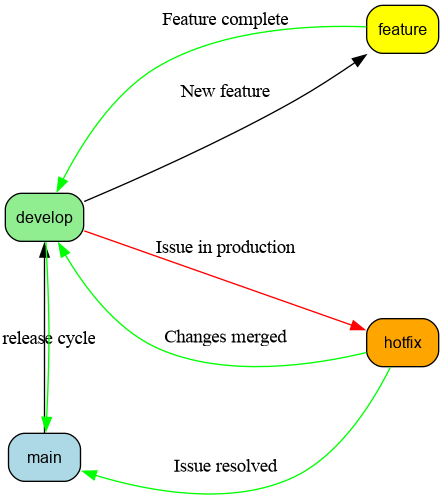 Feature complete
feature
New feature
develop
Issue in production
release cycle
Changes merged
hotfix
main
Issue resolved